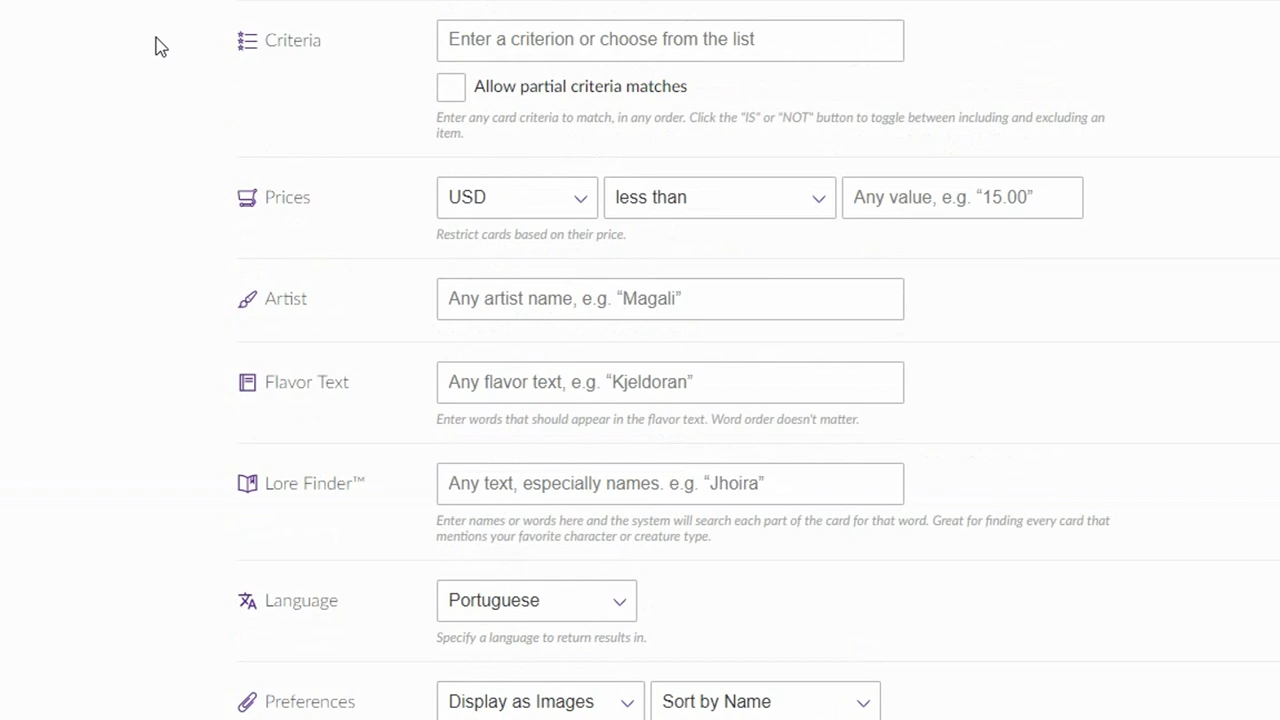 Criteria
Enter a criterion or choose from the list
Allow partial criteria matches
Enter any card criteria to match, in any order. Click the "IS" or "NOT" button to toggle between including and excluding an
item.
Prices
USD
less than
Any value, e.g. “15.00”
Restrict cards based on their price.
Artist
Any artist name, e.g. “Magali”
Flavor Text
Any flavor text, e.g. “Kjeldoran”
Enter words that should appear in the flavor text. Word order doesn't matter.
Lore Finder™
Any text, especially names. e.g. “Jhoira”
Enter names or words here and the system will search each part of the card for that word. Great for finding every card that
mentions your favorite character or creature type.
Language
Portuguese
Specify a language to return results in.
Preferences
Display as Images
Sort by Name